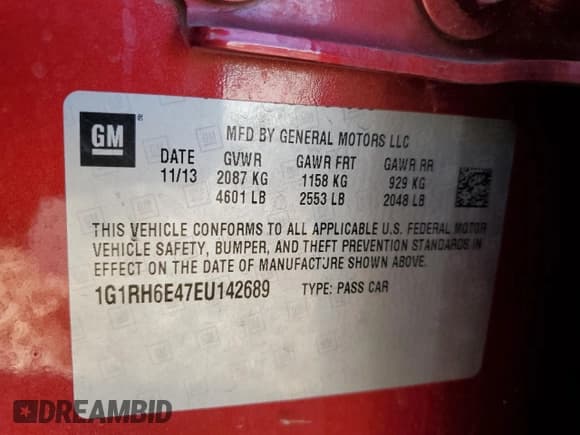 GM ®
MFD BY GENERAL MOTORS LLC
DATE GVWR GAWR FRT GAWR RR
11/13 2087 KG 1158 KG 929 KG
4601 LB 2553 LB 2048 LB
THIS VEHICLE CONFORMS TO ALL APPLICABLE U.S. FEDERAL MOTOR
VEHICLE SAFETY, BUMPER, AND THEFT PREVENTION STANDARDS IN
EFFECT ON THE DATE OF MANUFACTURE SHOWN ABOVE.
1G1RH6E47EU142689 TYPE: PASS CAR
DREAMBID